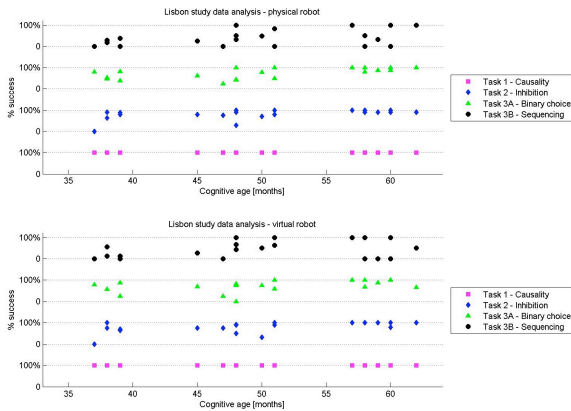 Lisbon study data analysis - physical robot
100%
0
100%
0
100%
0
100%
0
% success
35 40 45 50 55 60
Cognitive age [months]
Task 1 - Causality
Task 2 - Inhibition
Task 3A - Binary choice
Task 3B - Sequencing
Lisbon study data analysis - virtual robot
100%
0
100%
0
100%
0
100%
0
% success
35 40 45 50 55 60
Cognitive age [months]
Task 1 - Causality
Task 2 - Inhibition
Task 3A - Binary choice
Task 3B - Sequencing